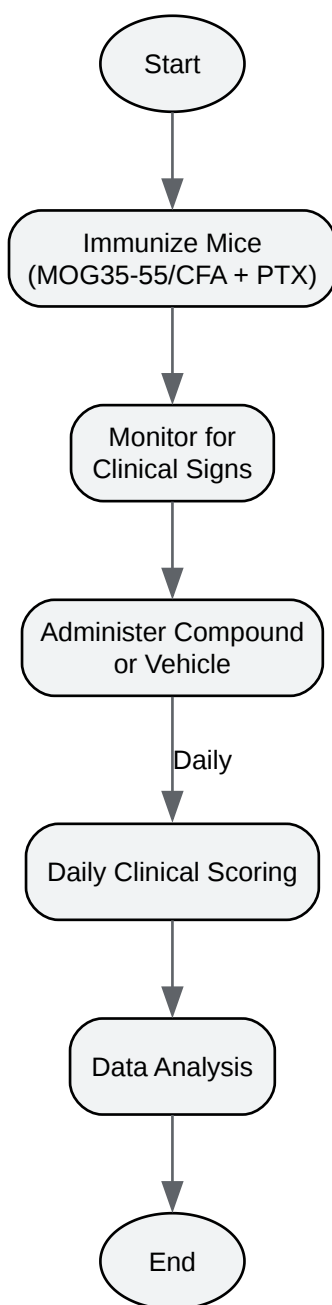 Start
Immunize Mice
(MOG35-55/CFA + PTX)
Monitor for
Clinical Signs
Administer Compound
or Vehicle
Daily
Daily Clinical Scoring
Data Analysis
End